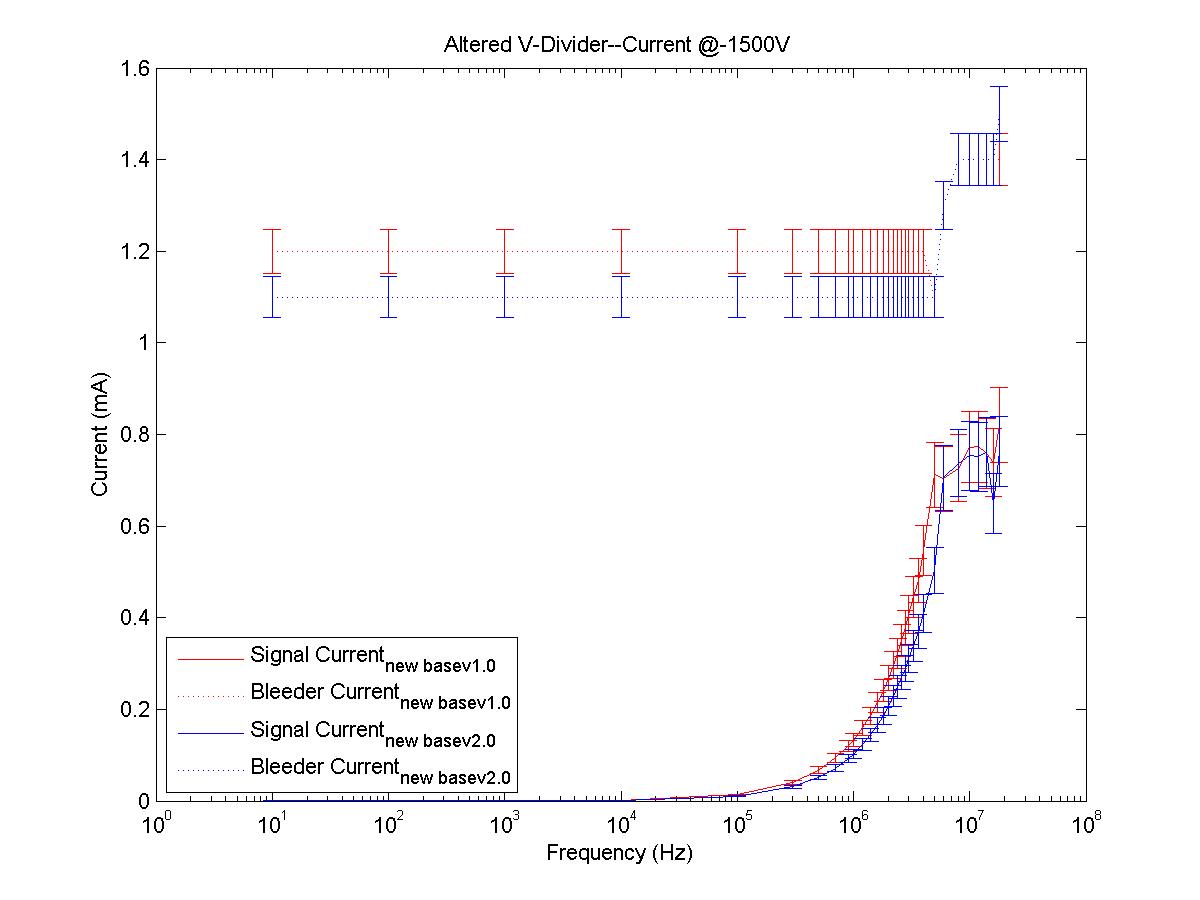 Altered V-Divider--Current @-1500V
1.6
1.4
1.2
1
0.8
0.6
0.4
0.2
0
Current (mA)
Signal Current new basev1.0
Bleeder Current new basev1.0
Signal Current new basev2.0
Bleeder Current new basev2.0
10^0 10^1 10^2 10^3 10^4 10^5 10^6 10^7 10^8
Frequency (Hz)